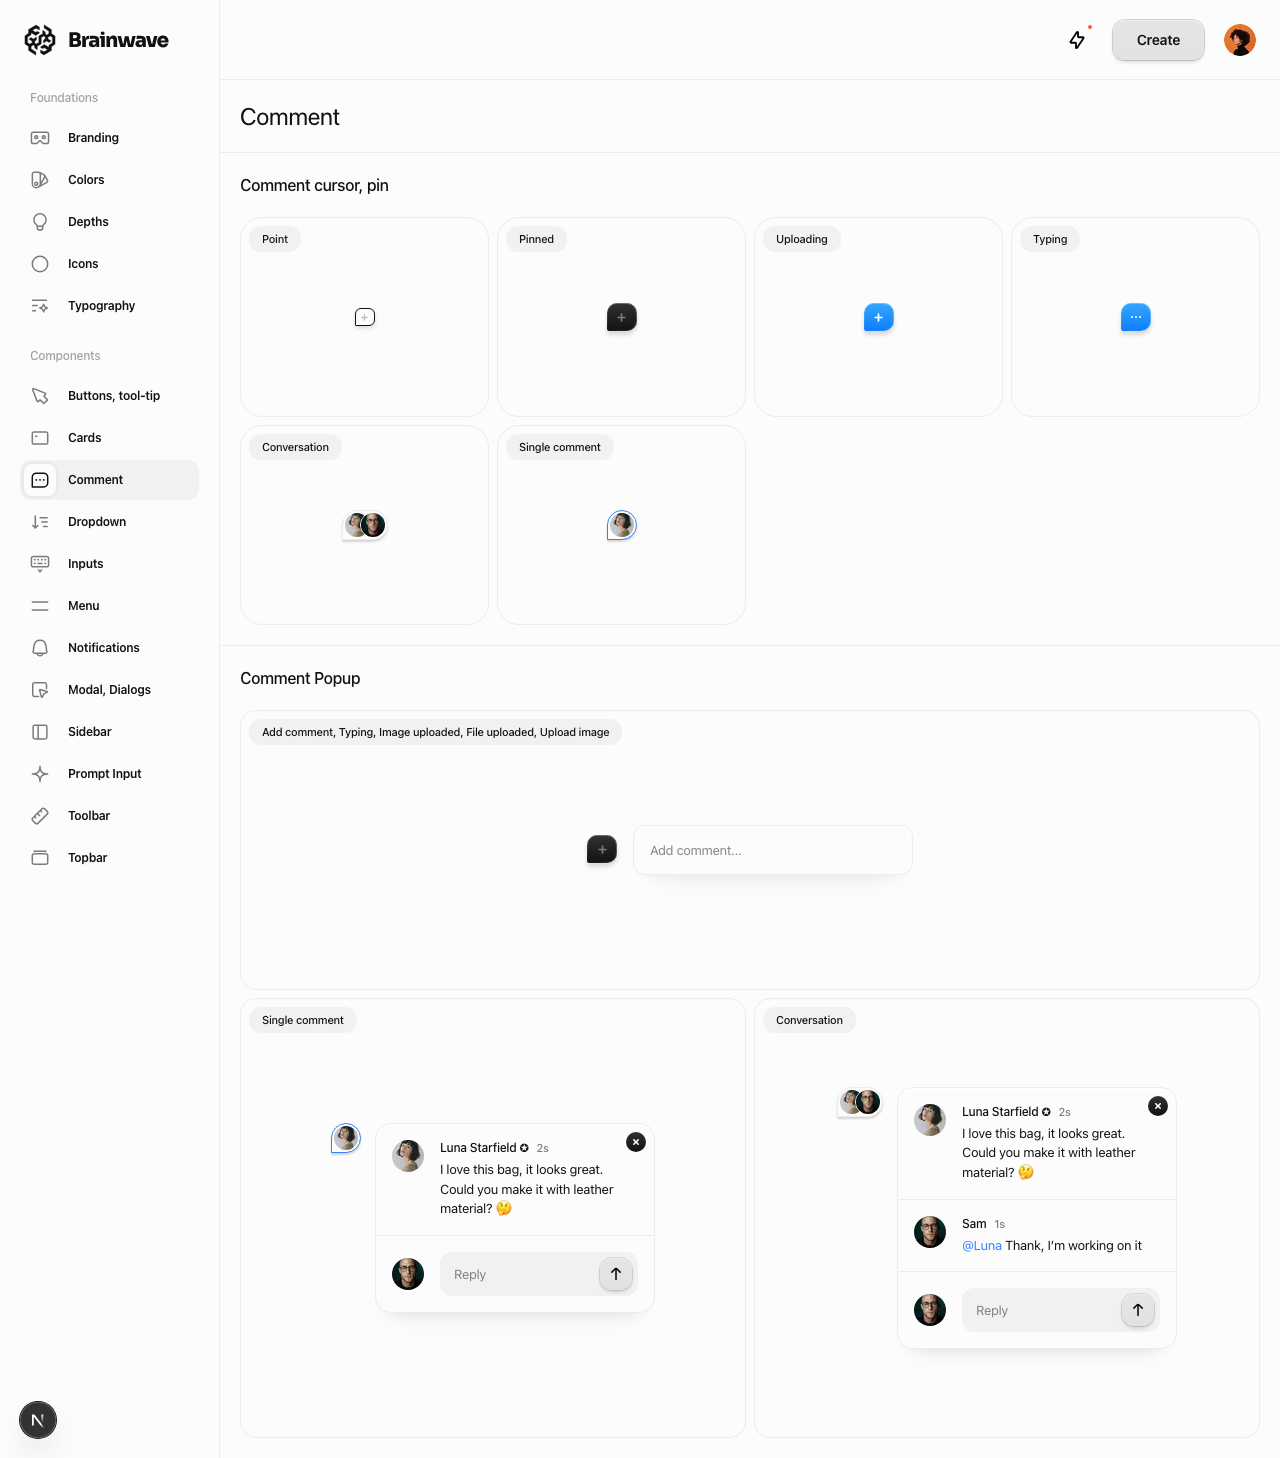 Brainwave
Create
Foundations
Branding
Colors
Depths
Icons
Typography
Components
Buttons, tool-tip
Cards
Comment
Dropdown
Inputs
Menu
Notifications
Modal, Dialogs
Sidebar
Prompt Input
Toolbar
Topbar
N
Comment
Comment cursor, pin
Point
Pinned
Uploading
Typing
Conversation
Single comment
Comment Popup
Add comment, Typing, Image uploaded, File uploaded, Upload image
Add comment...
Single comment
Luna Starfield 2s
I love this bag, it looks great.
Could you make it with leather
material? 🤔
Reply
Conversation
Luna Starfield 2s
I love this bag, it looks great.
Could you make it with leather
material? 🤔
Sam 1s
@Luna Thank, I’m working on it
Reply